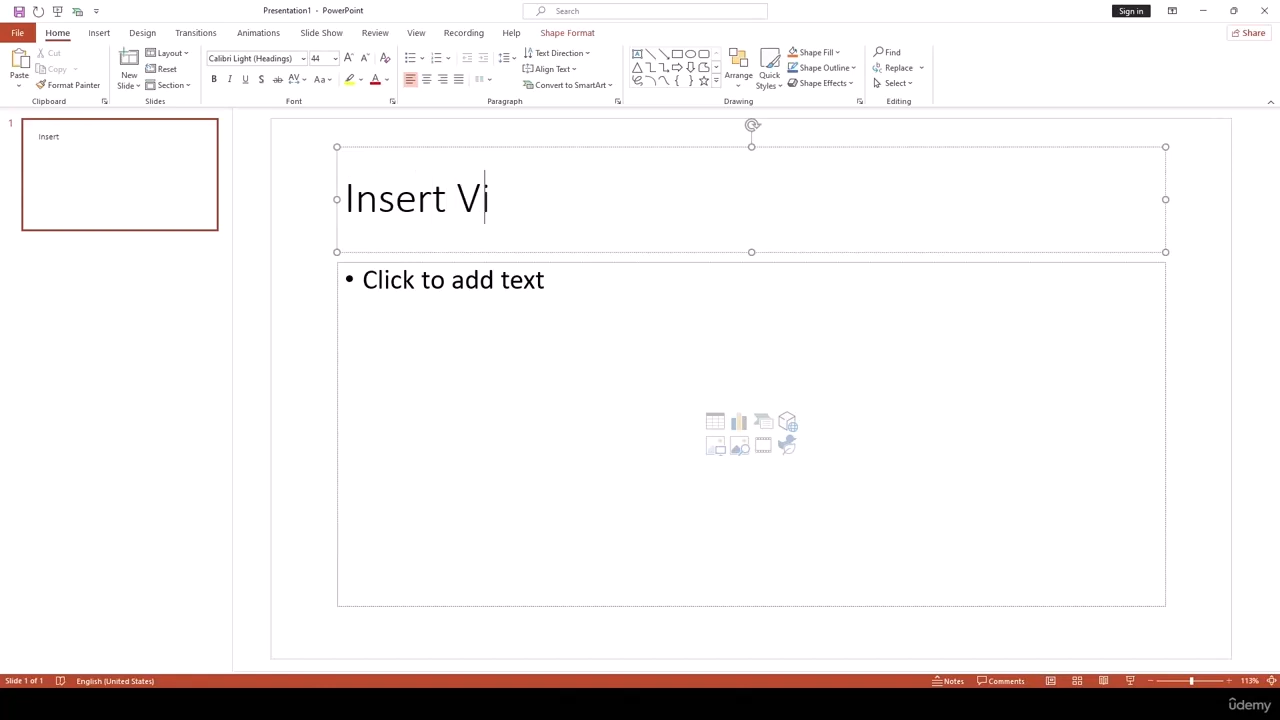 Presentation1 - PowerPoint
Search
Sign in
File Home Insert Design Transitions Animations Slide Show Review View Recording Help Shape Format
Share
Paste
Cut
Copy
Format Painter
Clipboard
New Slide
Layout
Reset
Section
Slides
Calibri Light (Headings) 44
B I U S ab AV Aa A
Font
Text Direction
Align Text
Convert to SmartArt
Paragraph
Arrange
Quick Styles
Shape Fill
Shape Outline
Shape Effects
Drawing
Find
Replace
Select
Editing
1
Insert
Insert Vi
• Click to add text
Slide 1 of 1
English (United States)
Notes
Comments
113%
ûdemy